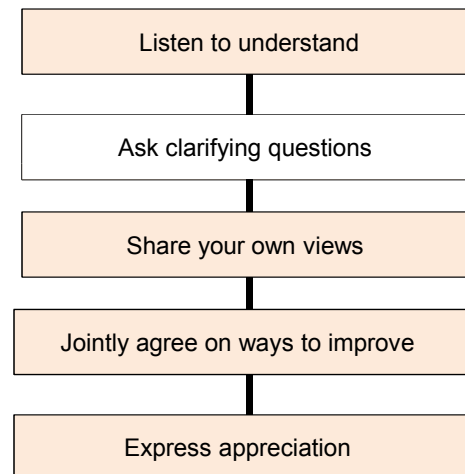 Listen to understand
Ask clarifying questions
Share your own views
Jointly agree on ways to improve
Express appreciation